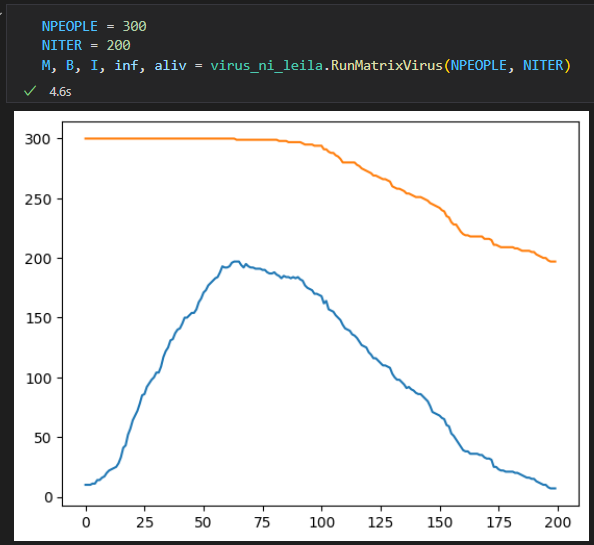 NPEOPLE = 300
NITER = 200
M, B, I, inf, aliv = virus_ni_leila.RunMatrixVirus(NPEOPLE, NITER)
✓ 4.6s
300
250
200
150
100
50
0
0 25 50 75 100 125 150 175 200